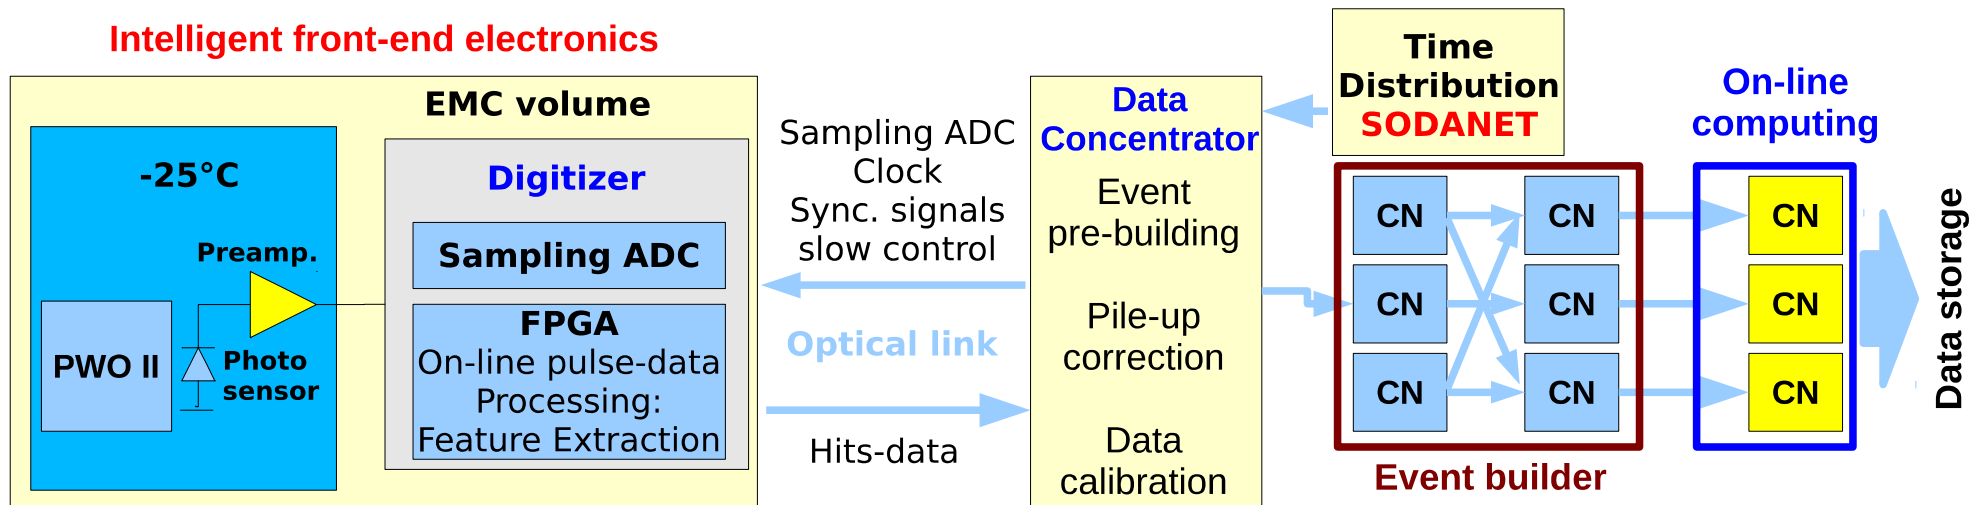 Intelligent front-end electronics
EMC volume
-25°C
Preamp.
PWO II
Photo
sensor
Digitizer
Sampling ADC
FPGA
On-line pulse-data
Processing:
Feature Extraction
Sampling ADC
Clock
Sync. signals
slow control
Optical link
Hits-data
Data
Concentrator
Event
pre-building
Pile-up
correction
Data
calibration
Time
Distribution
SODANET
CN CN
CN CN
CN CN
Event builder
On-line
computing
CN
CN
CN
Data storage